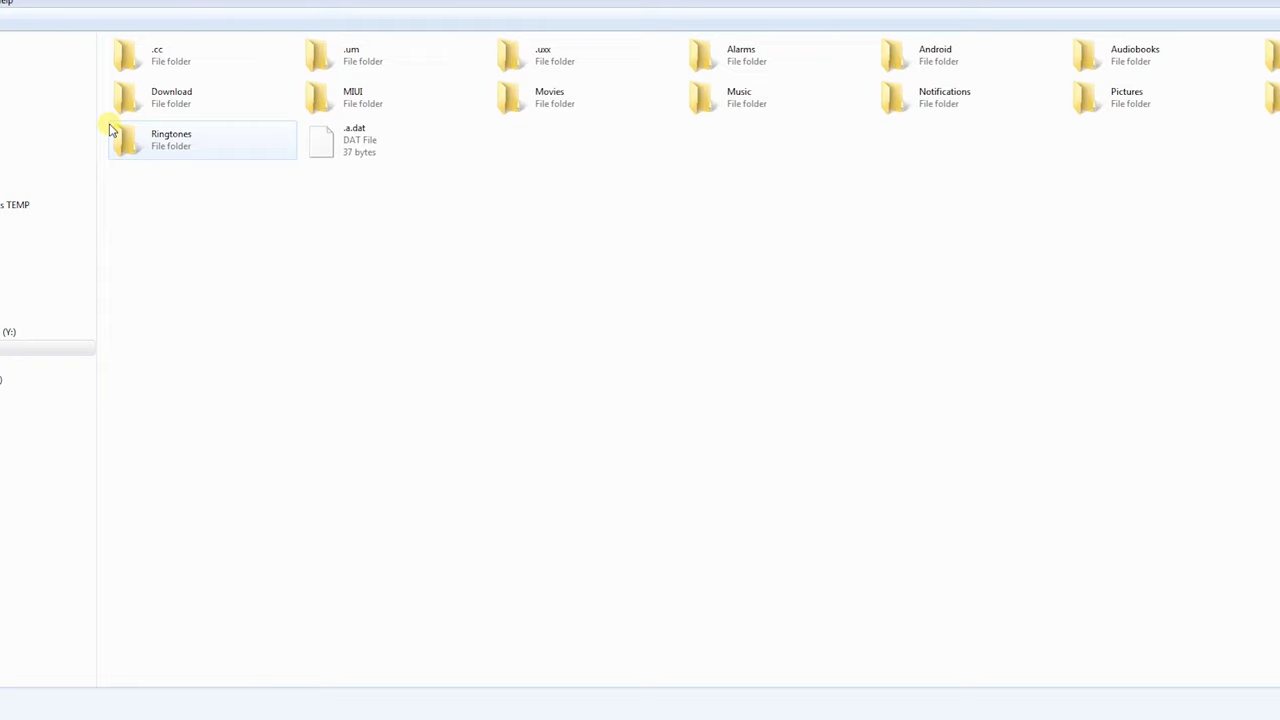 elp
.cc
File folder
.um
File folder
.uxx
File folder
Alarms
File folder
Android
File folder
Audiobooks
File folder
Download
File folder
MIUI
File folder
Movies
File folder
Music
File folder
Notifications
File folder
Pictures
File folder
Ringtones
File folder
.a.dat
DAT File
37 bytes
s TEMP
(Y:)
)